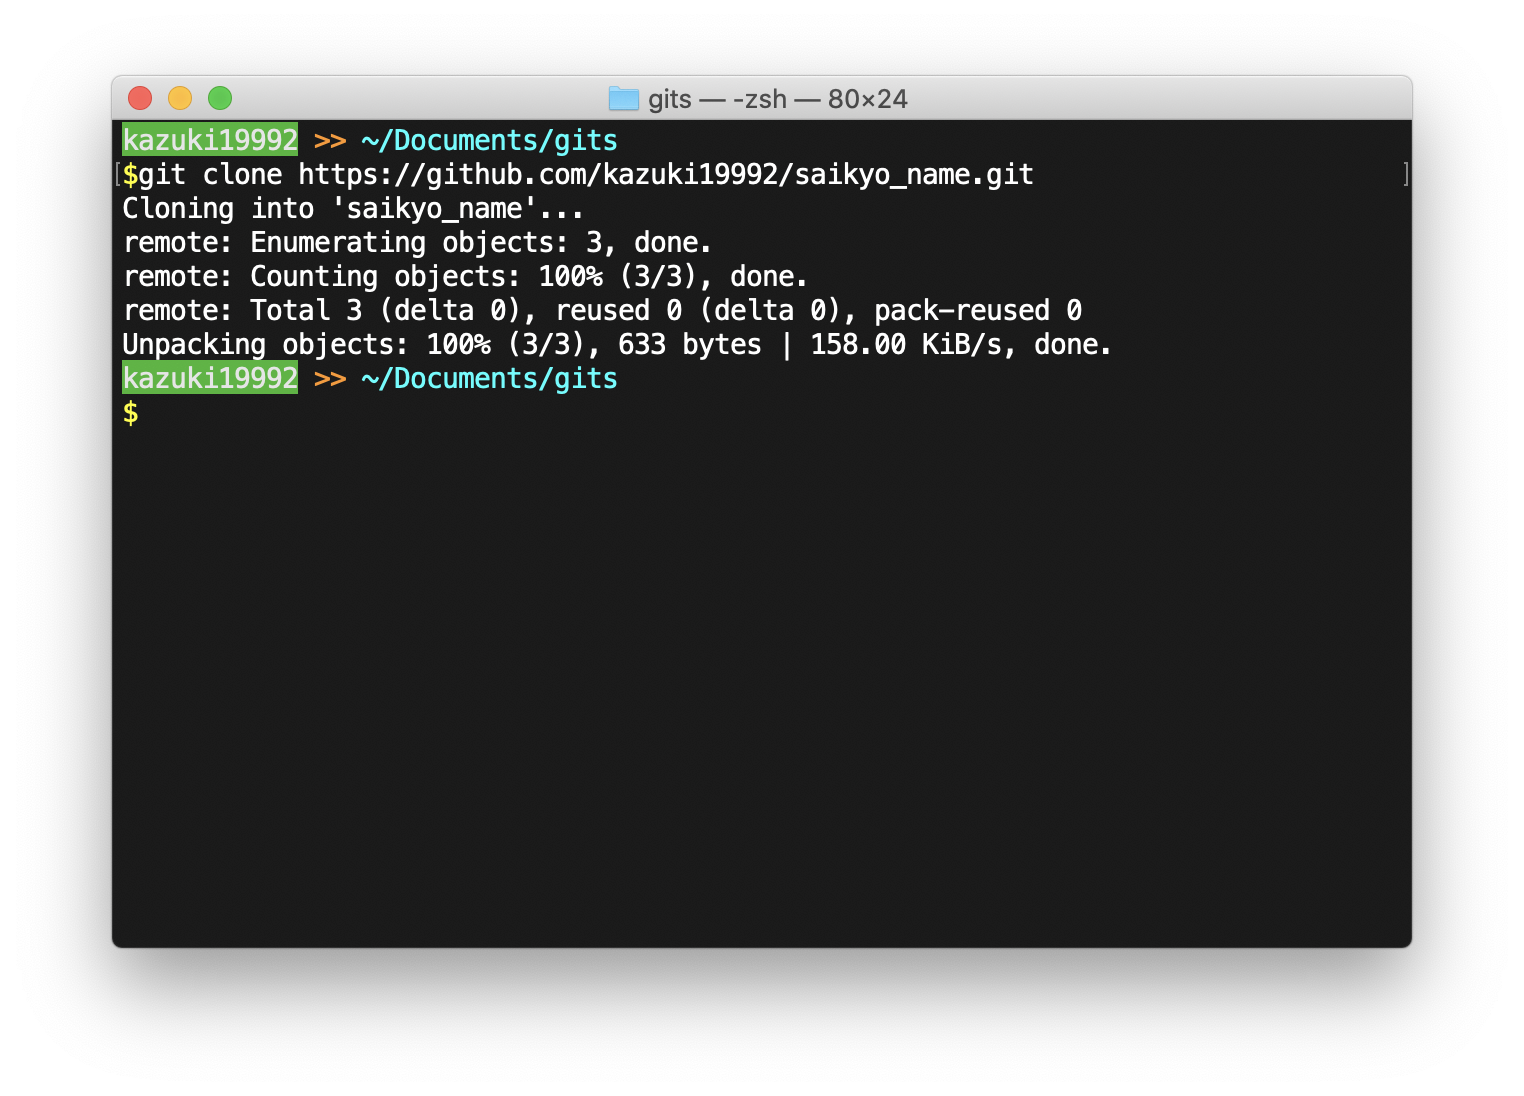 gits — -zsh — 80×24
kazuki19992 >> ~/Documents/gits
[$git clone https://github.com/kazuki19992/saikyo_name.git ]
Cloning into 'saikyo_name'...
remote: Enumerating objects: 3, done.
remote: Counting objects: 100% (3/3), done.
remote: Total 3 (delta 0), reused 0 (delta 0), pack-reused 0
Unpacking objects: 100% (3/3), 633 bytes | 158.00 KiB/s, done.
kazuki19992 >> ~/Documents/gits
$